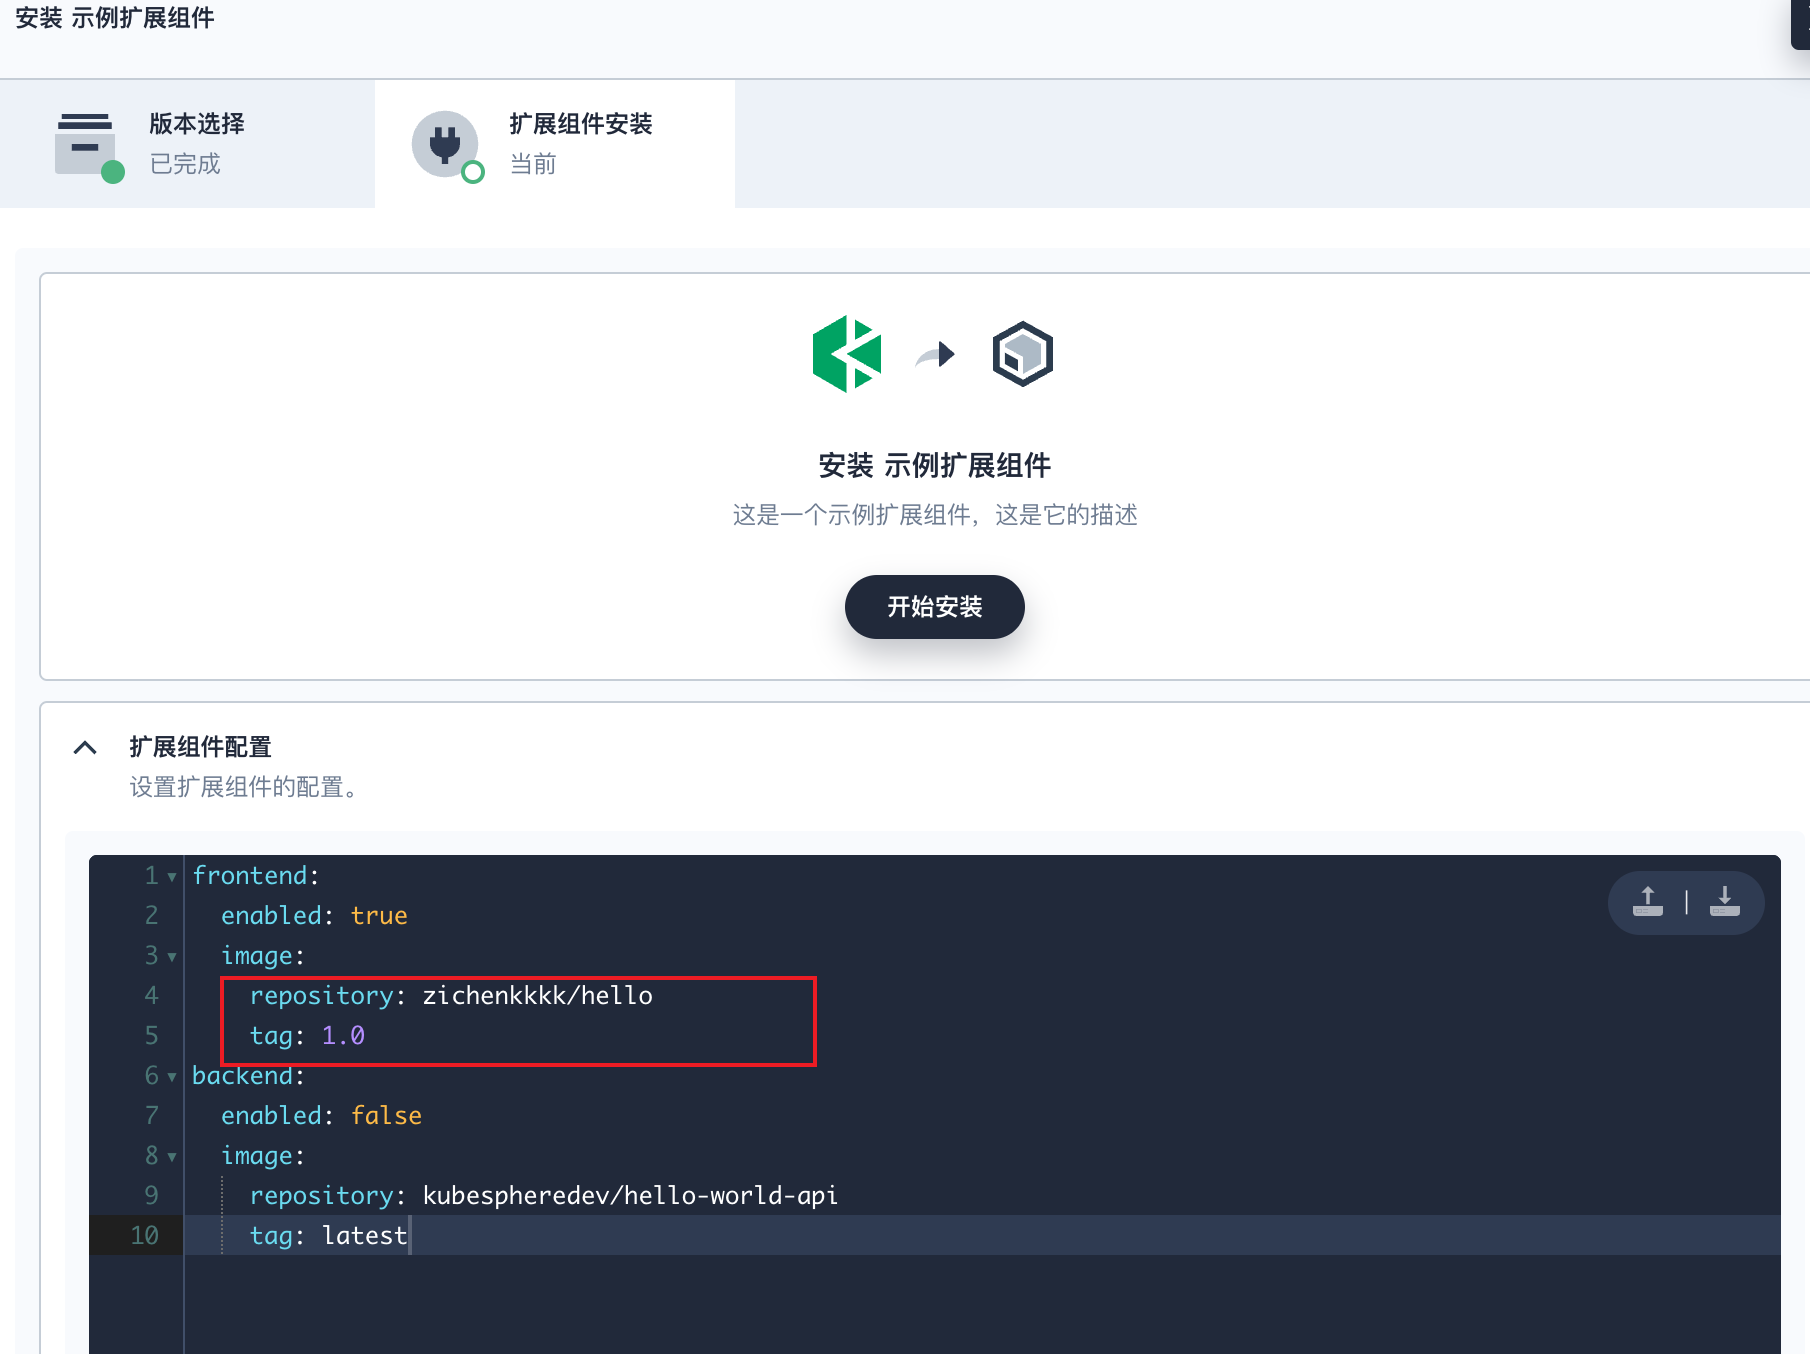 安装 示例扩展组件
版本选择
已完成
扩展组件安装
当前
安装 示例扩展组件
这是一个示例扩展组件，这是它的描述
开始安装
扩展组件配置
设置扩展组件的配置。
1 frontend:
2 enabled: true
3 image:
4 repository: zichenkkkk/hello
5 tag: 1.0
6 backend:
7 enabled: false
8 image:
9 repository: kubespheredev/hello-world-api
10 tag: latest